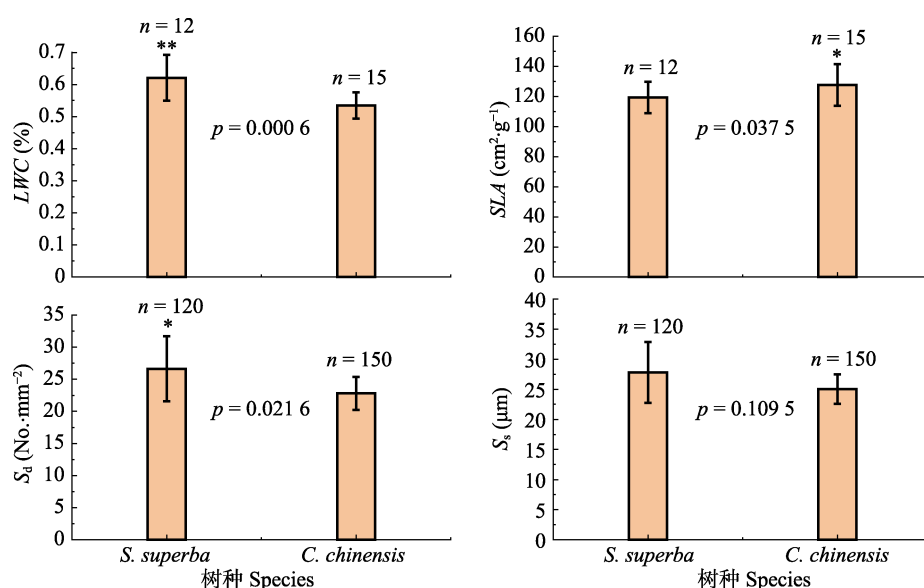 n = 12
**
0.7
0.6
0.5
0.4
0.3
0.2
0.1
0
LWC (%)
n = 15
p = 0.000 6
160
140
120
100
80
60
40
20
0
SLA (cm²·g⁻¹)
n = 12
n = 15
*
p = 0.037 5
35
30
25
20
15
10
5
0
Sd (No.·mm⁻²)
n = 120
*
n = 150
p = 0.021 6
S. superba
C. chinensis
树种 Species
40
35
30
25
20
15
10
5
0
Ss (μm)
n = 120
n = 150
p = 0.109 5
S. superba
C. chinensis
树种 Species